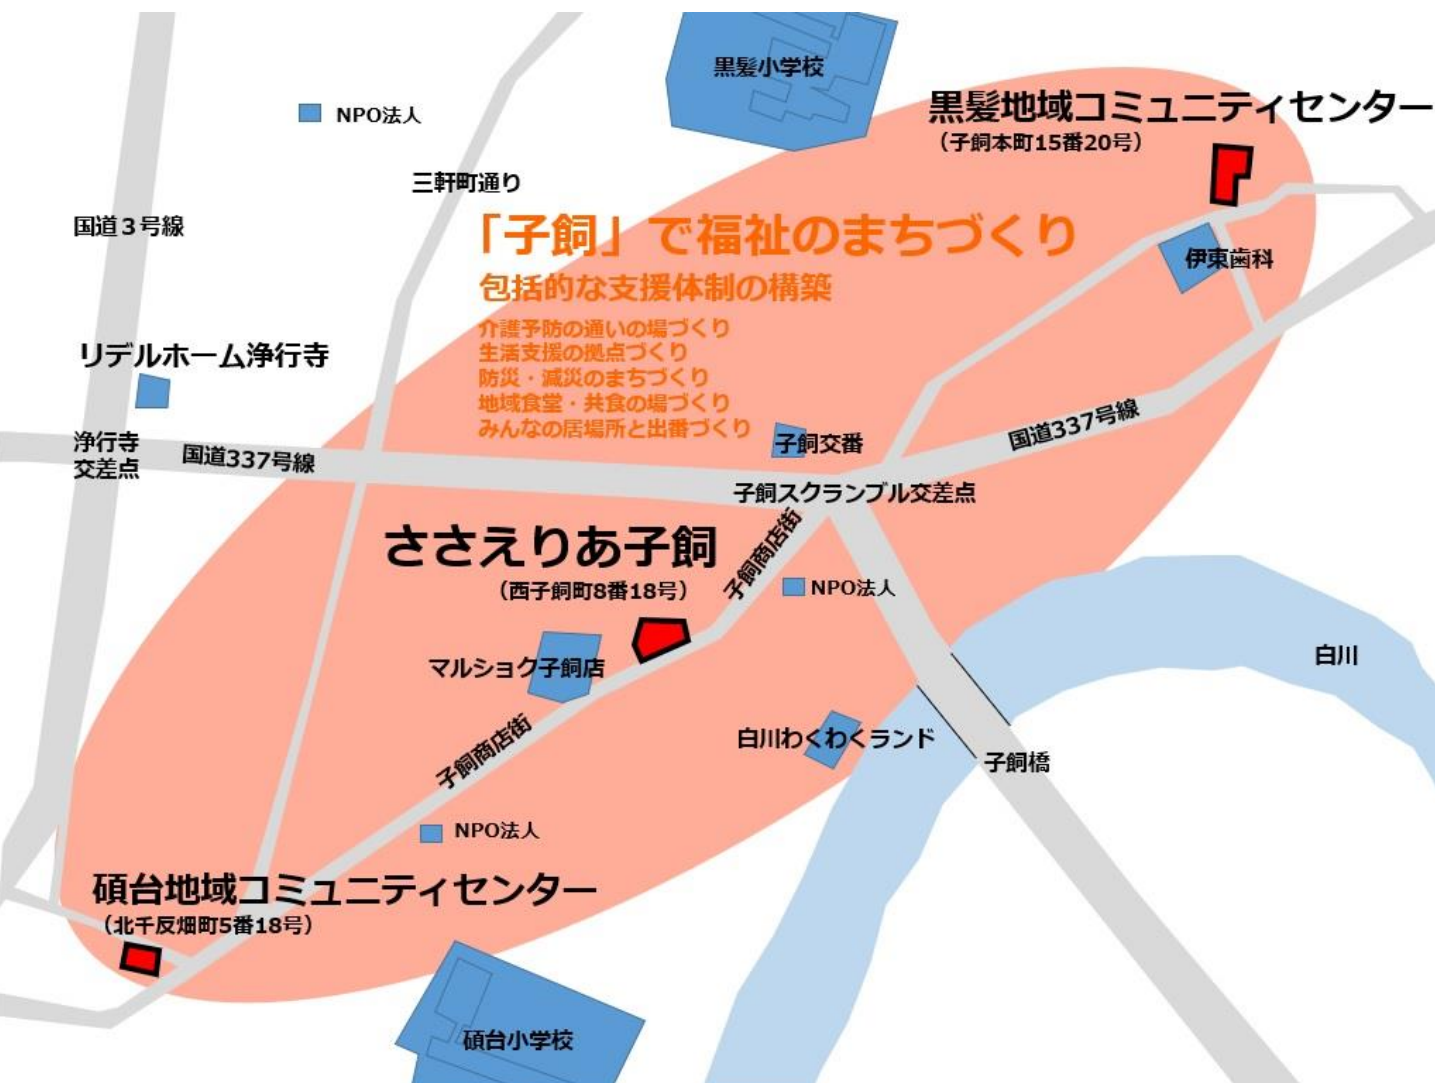 黒髪小学校
黒髪地域コミュニティセンター
（子飼本町15番20号）
NPO法人
三軒町通り
国道３号線
「子飼」で福祉のまちづくり
包括的な支援体制の構築
介護予防の通いの場づくり
生活支援の拠点づくり
防災・減災のまちづくり
地域食堂・共食の場づくり
みんなの居場所と出番づくり
伊東歯科
リデルホーム浄行寺
浄行寺
交差点
国道337号線
子飼交番
国道337号線
子飼スクランブル交差点
ささえりあ子飼
（西子飼町8番18号）
子飼商店街
NPO法人
マルショク子飼店
白川
子飼商店街
白川わくわくランド
子飼橋
NPO法人
碩台地域コミュニティセンター
（北千反畑町5番18号）
碩台小学校